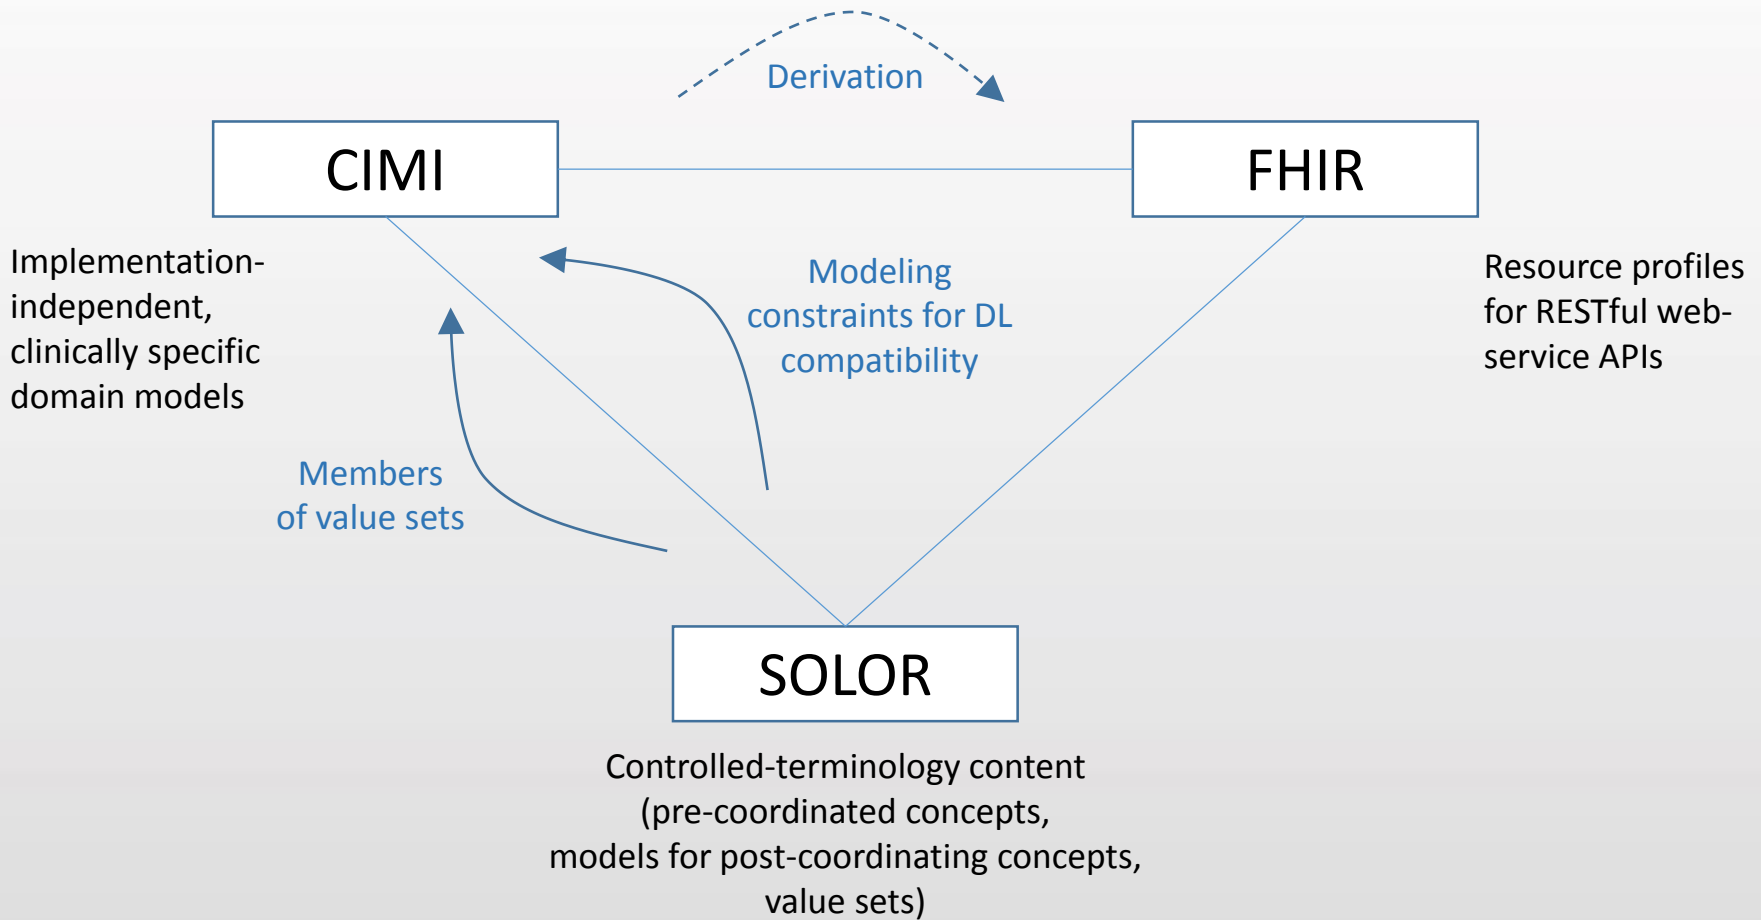 Derivation
CIMI
FHIR
Implementation-
independent,
clinically specific
domain models
Modeling
constraints for DL
compatibility
Resource profiles
for RESTful web-
service APIs
Members
of value sets
SOLOR
Controlled-terminology content
(pre-coordinated concepts,
models for post-coordinating concepts,
value sets)